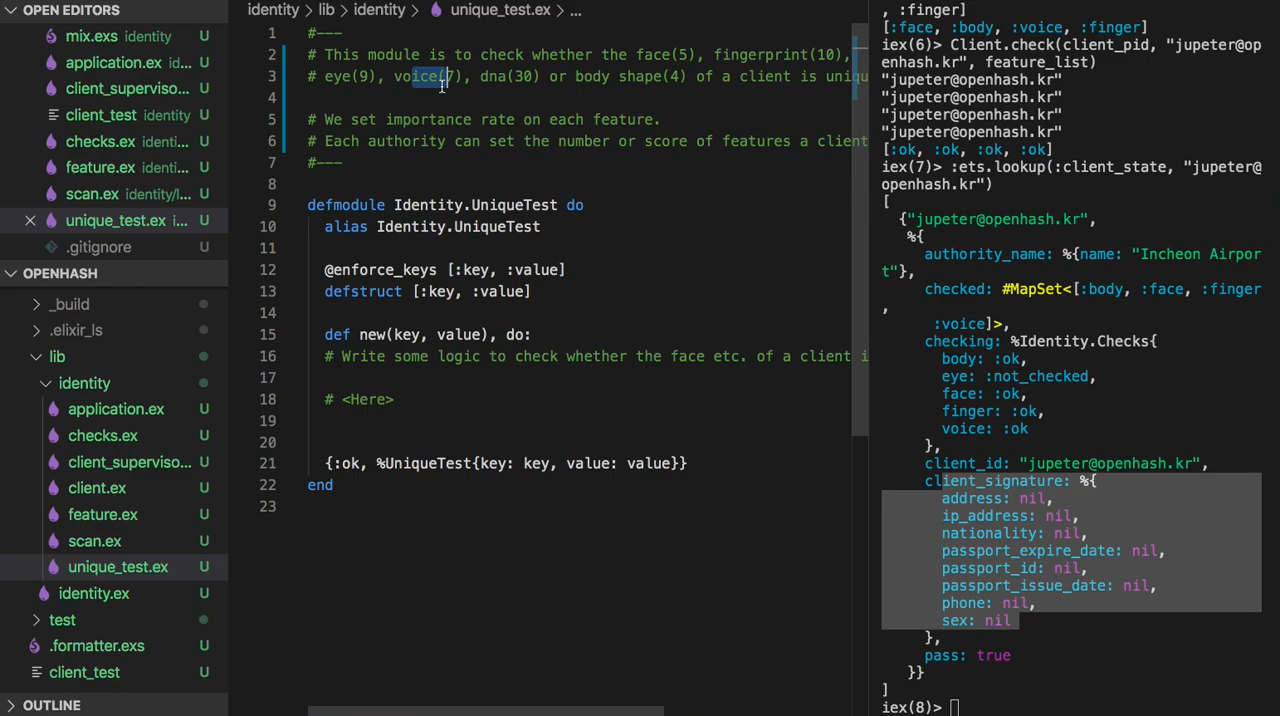 OPEN EDITORS
mix.exs identity U
application.ex id... U
client_superviso... U
client_test identity U
checks.ex identi... U
feature.ex identi... U
scan.ex identity/l... U
unique_test.ex i... U
.gitignore U
OPENHASH
_build
.elixir_ls
lib
identity
application.ex U
checks.ex U
client_superviso... U
client.ex U
feature.ex U
scan.ex U
unique_test.ex U
identity.ex U
test
.formatter.exs U
client_test U
OUTLINE
identity > lib > identity > unique_test.ex > ...
1 #---
2 # This module is to check whether the face(5), fingerprint(10),
3 # eye(9), voice(7), dna(30) or body shape(4) of a client is uniqu
4
5 # We set importance rate on each feature.
6 # Each authority can set the number or score of features a client
7 #---
8
9 defmodule Identity.UniqueTest do
10 alias Identity.UniqueTest
11
12 @enforce_keys [:key, :value]
13 defstruct [:key, :value]
14
15 def new(key, value), do:
16 # Write some logic to check whether the face etc. of a client i
17
18 # <Here>
19
20
21 {:ok, %UniqueTest{key: key, value: value}}
22 end
23
, :finger]
[:face, :body, :voice, :finger]
iex(6)> Client.check(client_pid, "jupeter@op
enhash.kr", feature_list)
"jupeter@openhash.kr"
"jupeter@openhash.kr"
"jupeter@openhash.kr"
"jupeter@openhash.kr"
[:ok, :ok, :ok, :ok]
iex(7)> :ets.lookup(:client_state, "jupeter@
openhash.kr")
[
{"jupeter@openhash.kr",
%{
authority_name: %{name: "Incheon Airpor
t"},
checked: #MapSet<[:body, :face, :finger
,
:voice]>,
checking: %Identity.Checks{
body: :ok,
eye: :not_checked,
face: :ok,
finger: :ok,
voice: :ok
},
client_id: "jupeter@openhash.kr",
client_signature: %{
address: nil,
ip_address: nil,
nationality: nil,
passport_expire_date: nil,
passport_id: nil,
passport_issue_date: nil,
phone: nil,
sex: nil
},
pass: true
}}
]
iex(8)>